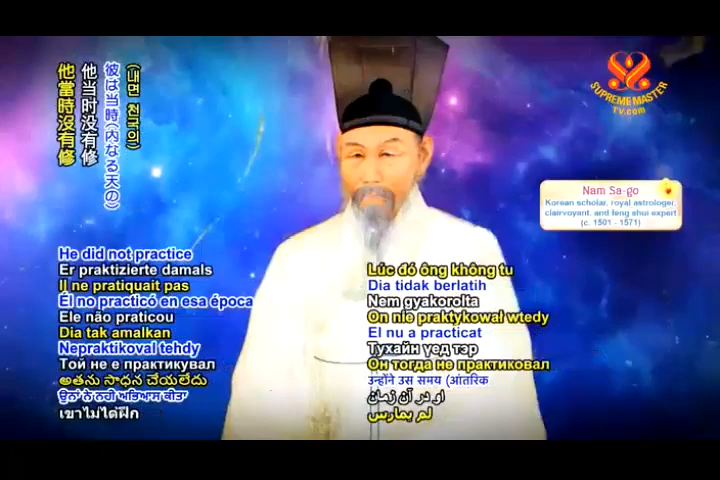 他當時沒有修
他当时没有修
彼は当時(内なる天の)
(내면 천국의)
SUPREME MASTER
TV.com
Nam Sa-go
Korean scholar, royal astrologer,
clairvoyant, and feng shui expert
(c. 1501 - 1571)
He did not practice
Er praktizierte damals
Il ne pratiquait pas
Él no practicó en esa época
Ele não praticou
Dia tak amalkan
Nepraktikoval tehdy
Той не е практикувал
అతను సాధన చేయలేదు
ਉਨਾਂ ਨੇ ਨਹੀਂ ਅਭਿਆਸ ਕੀਤਾ
เขาไม่ได้ฝึก
Lúc đó ông không tu
Dia tidak berlatih
Nem gyakorolta
On nie praktykował wtedy
El nu a practicat
Тухайн үед тэр
Он тогда не практиковал
उन्होंने उस समय (आंतरिक
او در آن زمان
لم يمارس